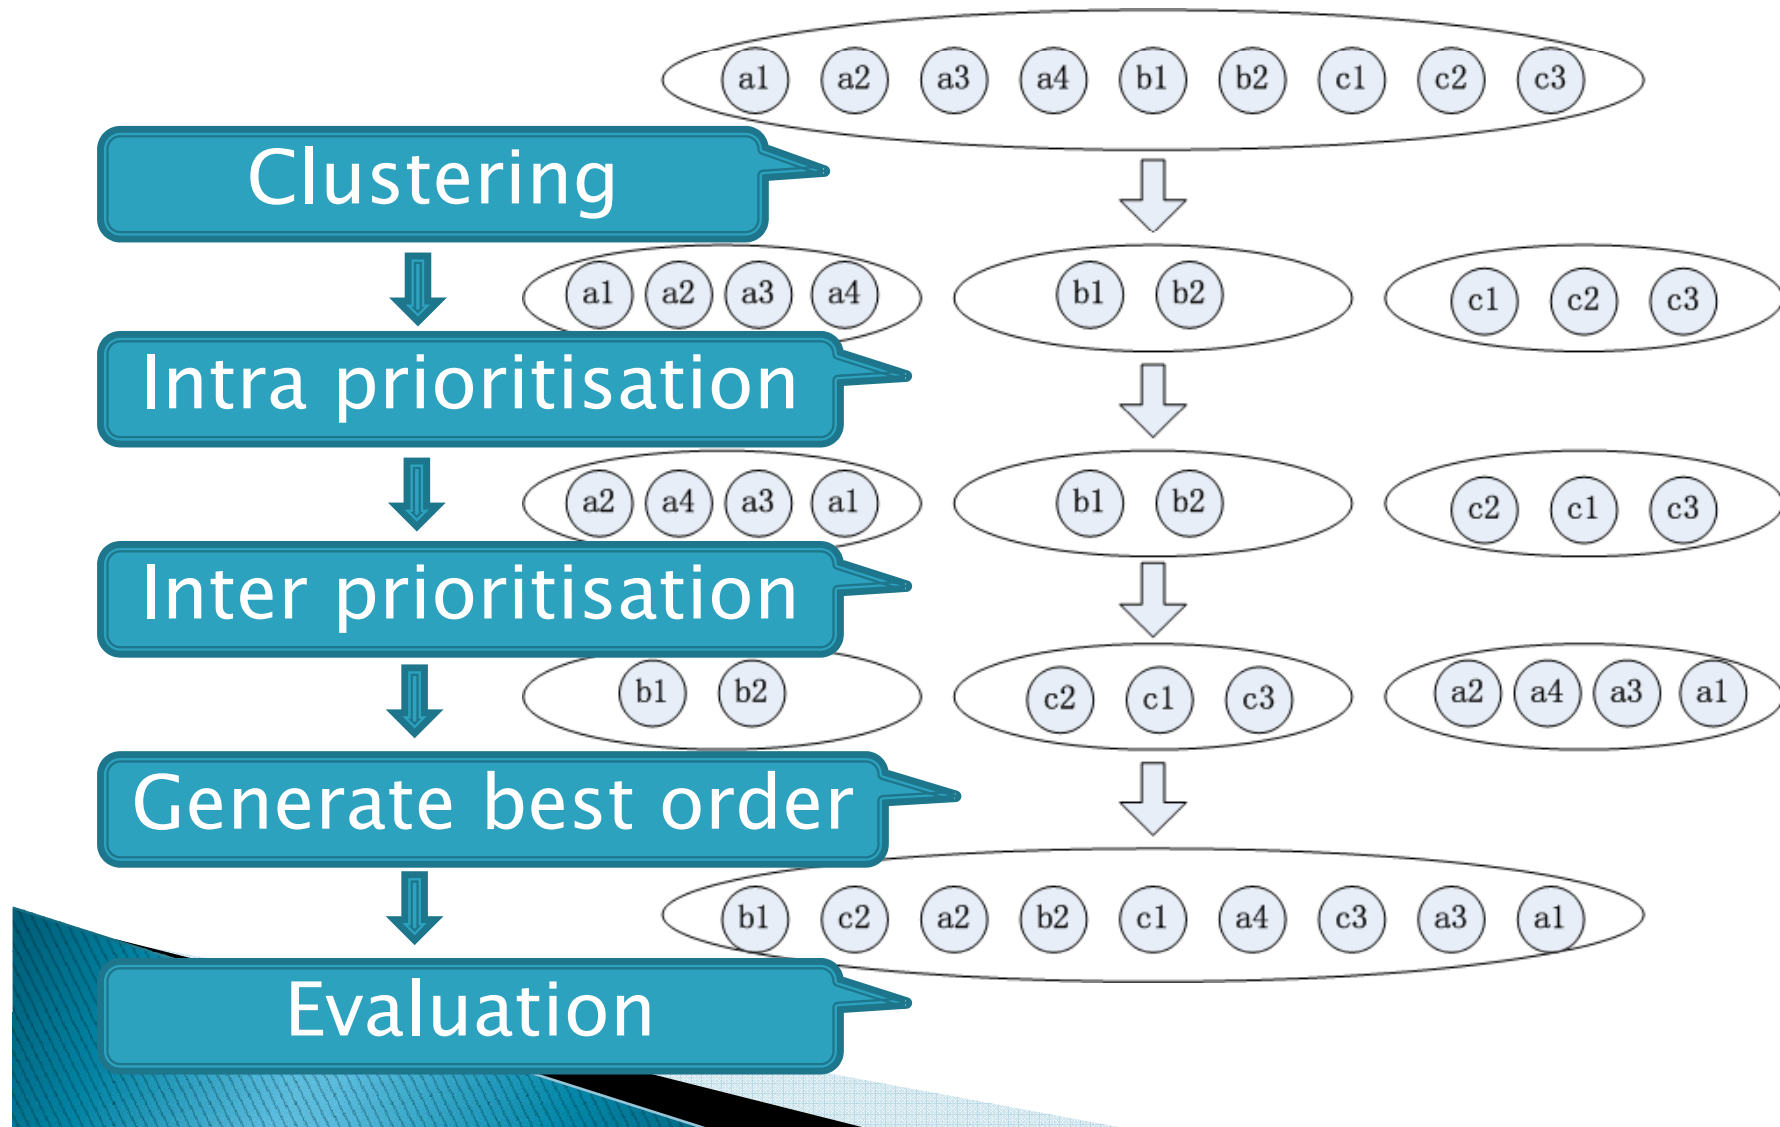 a1 a2 a3 a4 b1 b2 c1 c2 c3
Clustering
a1 a2 a3 a4 b1 b2 c1 c2 c3
Intra prioritisation
a2 a4 a3 a1 b1 b2 c2 c1 c3
Inter prioritisation
b1 b2 c2 c1 c3 a2 a4 a3 a1
Generate best order
b1 c2 a2 b2 c1 a4 c3 a3 a1
Evaluation